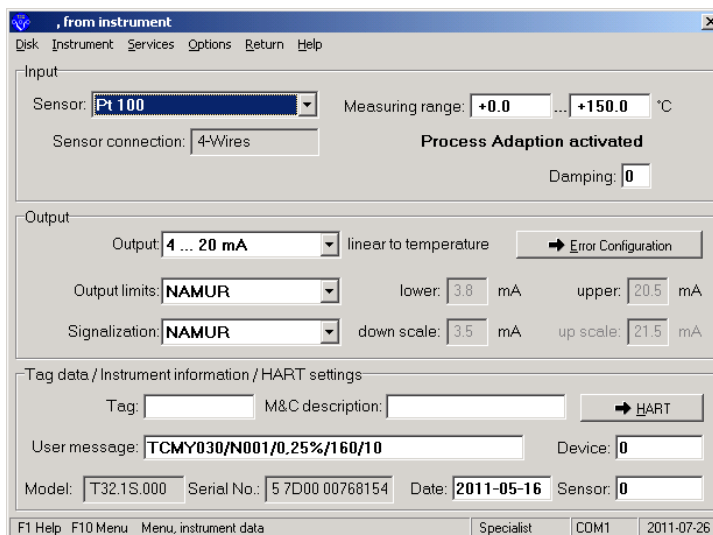 , from instrument
Disk Instrument Services Options Return Help
Input
Sensor: Pt 100 Measuring range: +0.0 ... +150.0 °C
Sensor connection: 4-Wires Process Adaption activated
Damping: 0
Output
Output: 4 ... 20 mA linear to temperature Error Configuration
Output limits: NAMUR lower: 3.8 mA upper: 20.5 mA
Signalization: NAMUR down scale: 3.5 mA up scale: 21.5 mA
Tag data / Instrument information / HART settings
Tag: M&C description: HART
User message: TCMY030/N001/0,25%/160/10 Device: 0
Model: T32.1S.000 Serial No.: 5 7D00 00768154 Date: 2011-05-16 Sensor: 0
F1 Help F10 Menu Menu, instrument data Specialist COM1 2011-07-26